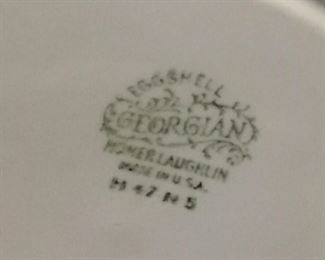 EGGSHELL
GEORGIAN
HOMER LAUGHLIN
MADE IN U.S.A.
H 47 N 5